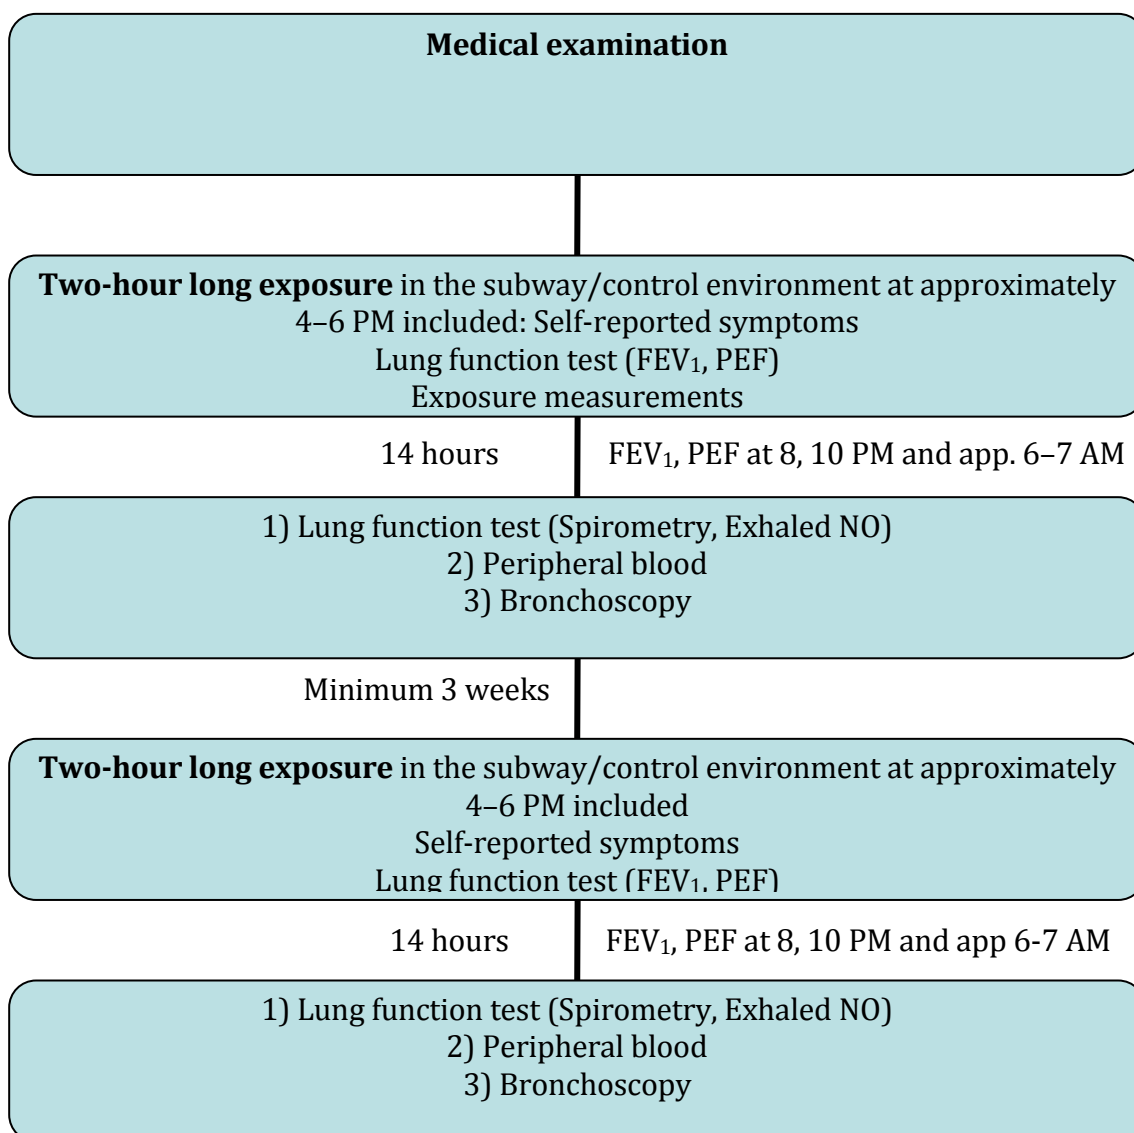 Medical examination
Two-hour long exposure in the subway/control environment at approximately
4–6 PM included: Self-reported symptoms
Lung function test (FEV₁, PEF)
Exposure measurements
14 hours
FEV₁, PEF at 8, 10 PM and app. 6–7 AM
1) Lung function test (Spirometry, Exhaled NO)
2) Peripheral blood
3) Bronchoscopy
Minimum 3 weeks
Two-hour long exposure in the subway/control environment at approximately
4–6 PM included
Self-reported symptoms
Lung function test (FEV₁, PEF)
14 hours
FEV₁, PEF at 8, 10 PM and app 6-7 AM
1) Lung function test (Spirometry, Exhaled NO)
2) Peripheral blood
3) Bronchoscopy